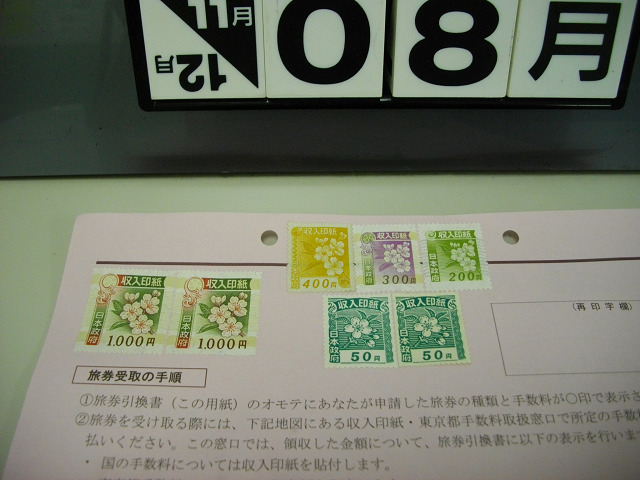 11月
12月
08月
収入印紙
日本政府
1,000円
収入印紙
日本政府
1,000円
収入印紙
400円
収入印紙
日本政府
300円
収入印紙
日本政府
200円
収入印紙
日本政府
50円
収入印紙
日本政府
50円
(再印字欄)
旅券受取の手順
①旅券引換書（この用紙）のオモテにあなたが申請した旅券の種類と手数料が○印で表示さ
②旅券を受け取る際には、下記地図にある収入印紙・東京都手数料取扱窓口で所定の手数
払いください。この窓口では、領収した金額について、旅券引換書に以下の表示を行いま
・国の手数料については収入印紙を貼付します。